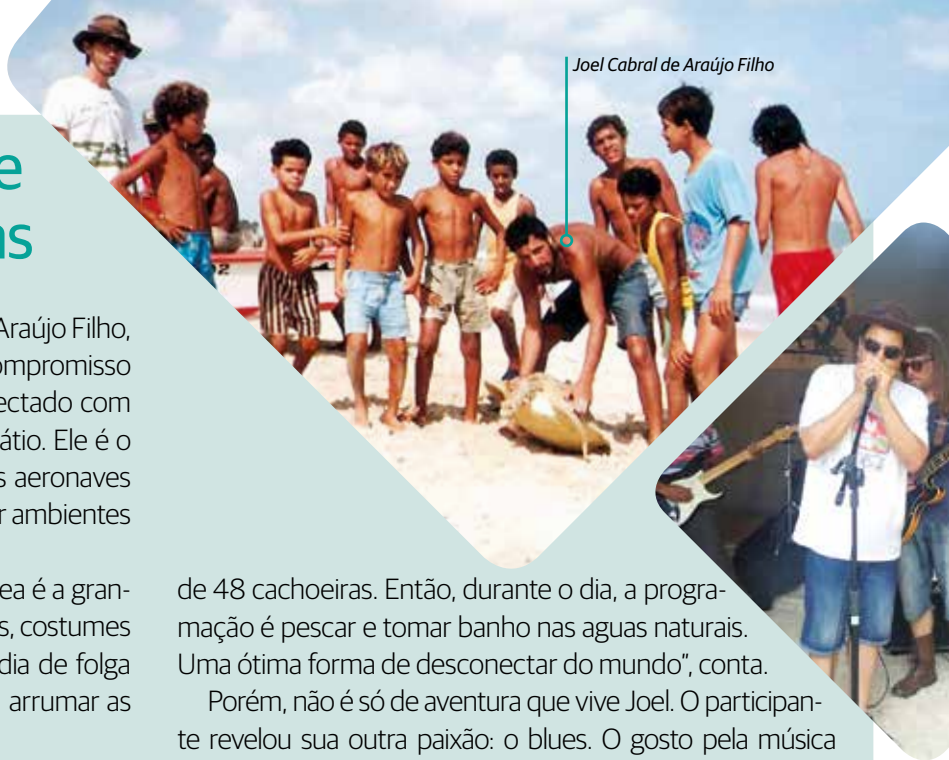 Joel Cabral de Araújo Filho
e
as
Araújo Filho,
ompromisso
ectado com
átio. Ele é o
s aeronaves
r ambientes
ea é a gran-
s, costumes
dia de folga
arrumar as
de 48 cachoeiras. Então, durante o dia, a progra-
mação é pescar e tomar banho nas aguas naturais.
Uma ótima forma de desconectar do mundo”, conta.
Porém, não é só de aventura que vive Joel. O participan-
te revelou sua outra paixão: o blues. O gosto pela música